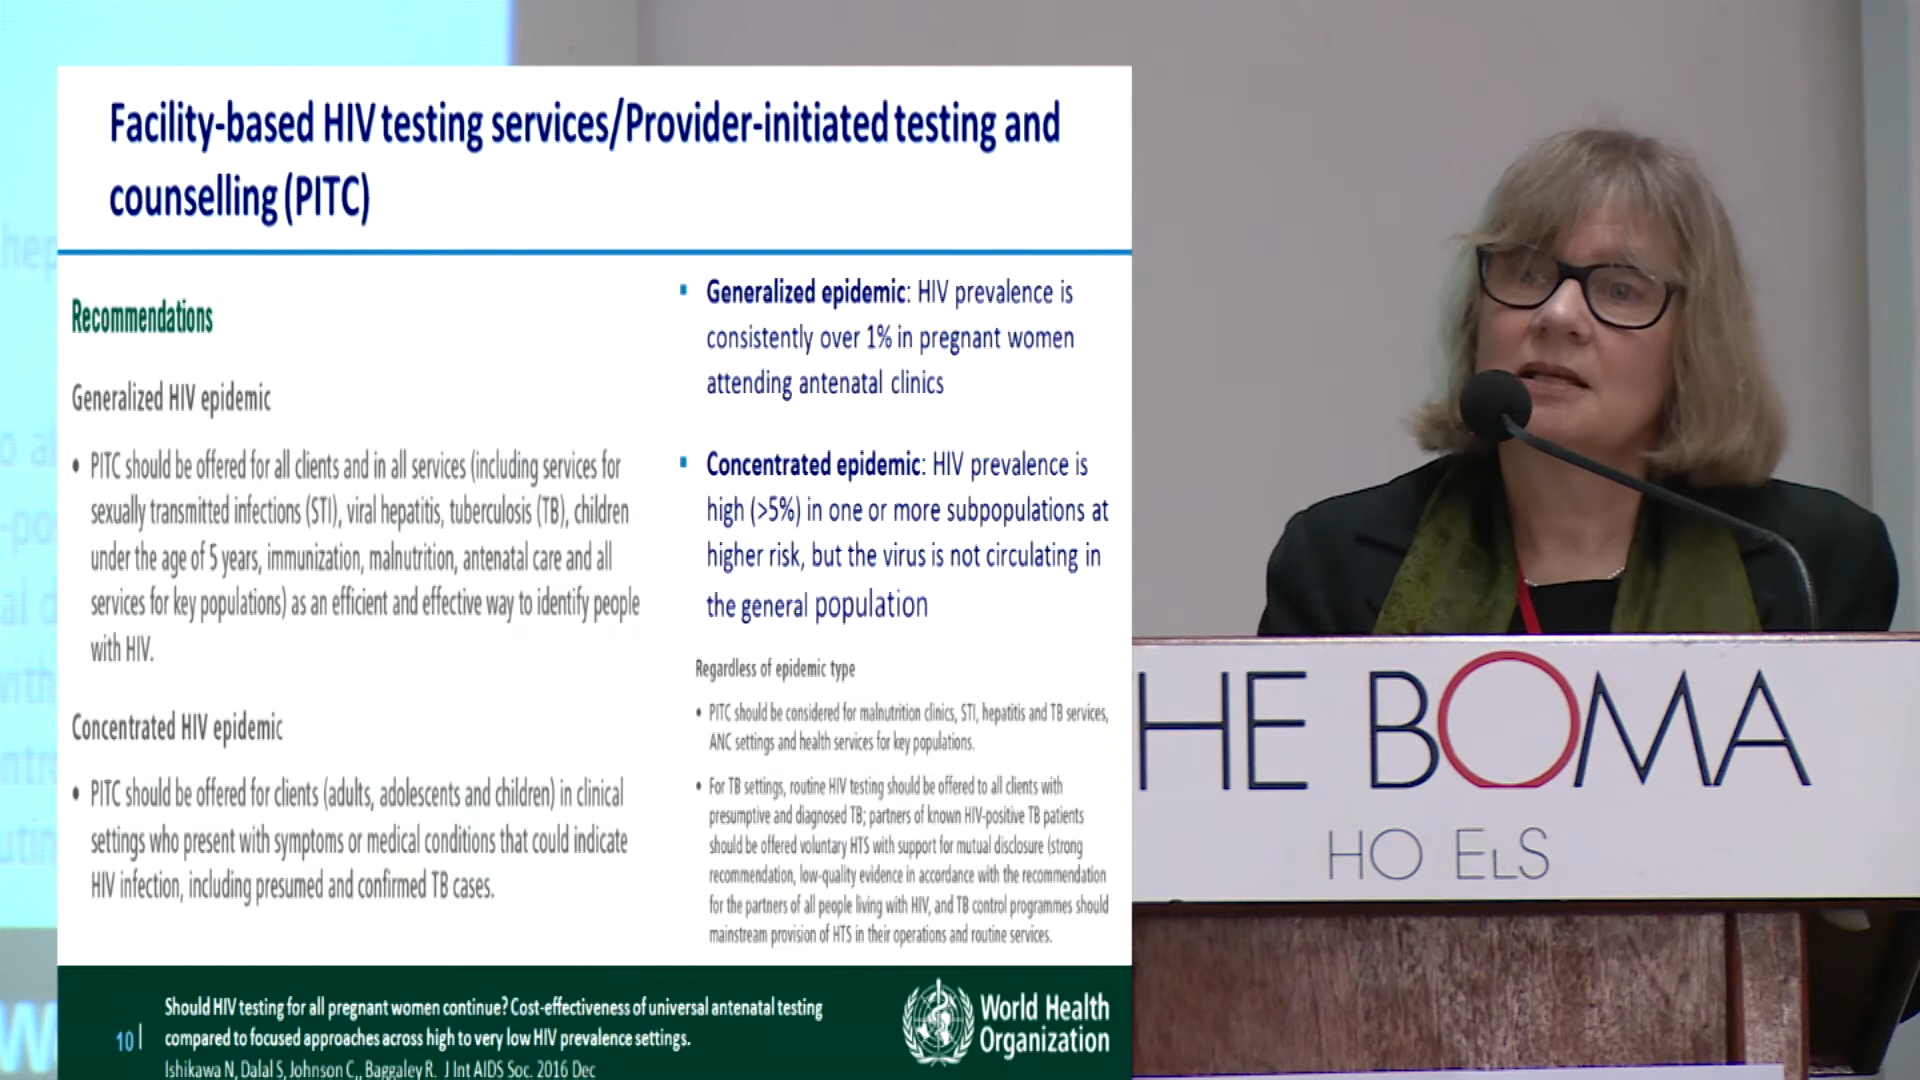 Facility-based HIV testing services/Provider-initiated testing and
counselling (PITC)
Recommendations
Generalized HIV epidemic
• PITC should be offered for all clients and in all services (including services for
sexually transmitted infections (STI), viral hepatitis, tuberculosis (TB), children
under the age of 5 years, immunization, malnutrition, antenatal care and all
services for key populations) as an efficient and effective way to identify people
with HIV.
Concentrated HIV epidemic
• PITC should be offered for clients (adults, adolescents and children) in clinical
settings who present with symptoms or medical conditions that could indicate
HIV infection, including presumed and confirmed TB cases.
▪ Generalized epidemic: HIV prevalence is
consistently over 1% in pregnant women
attending antenatal clinics
▪ Concentrated epidemic: HIV prevalence is
high (>5%) in one or more subpopulations at
higher risk, but the virus is not circulating in
the general population
Regardless of epidemic type
• PITC should be considered for malnutrition clinics, STI, hepatitis and TB services,
ANC settings and health services for key populations.
• For TB settings, routine HIV testing should be offered to all clients with
presumptive and diagnosed TB; partners of known HIV-positive TB patients
should be offered voluntary HTS with support for mutual disclosure (strong
recommendation, low-quality evidence in accordance with the recommendation
for the partners of all people living with HIV, and TB control programmes should
mainstream provision of HTS in their operations and routine services.
10|
Should HIV testing for all pregnant women continue? Cost-effectiveness of universal antenatal testing
compared to focused approaches across high to very low HIV prevalence settings.
Ishikawa N, Dalal S, Johnson C,, Baggaley R. J Int AIDS Soc. 2016 Dec
World Health
Organization
HE BOMA
HO ELS